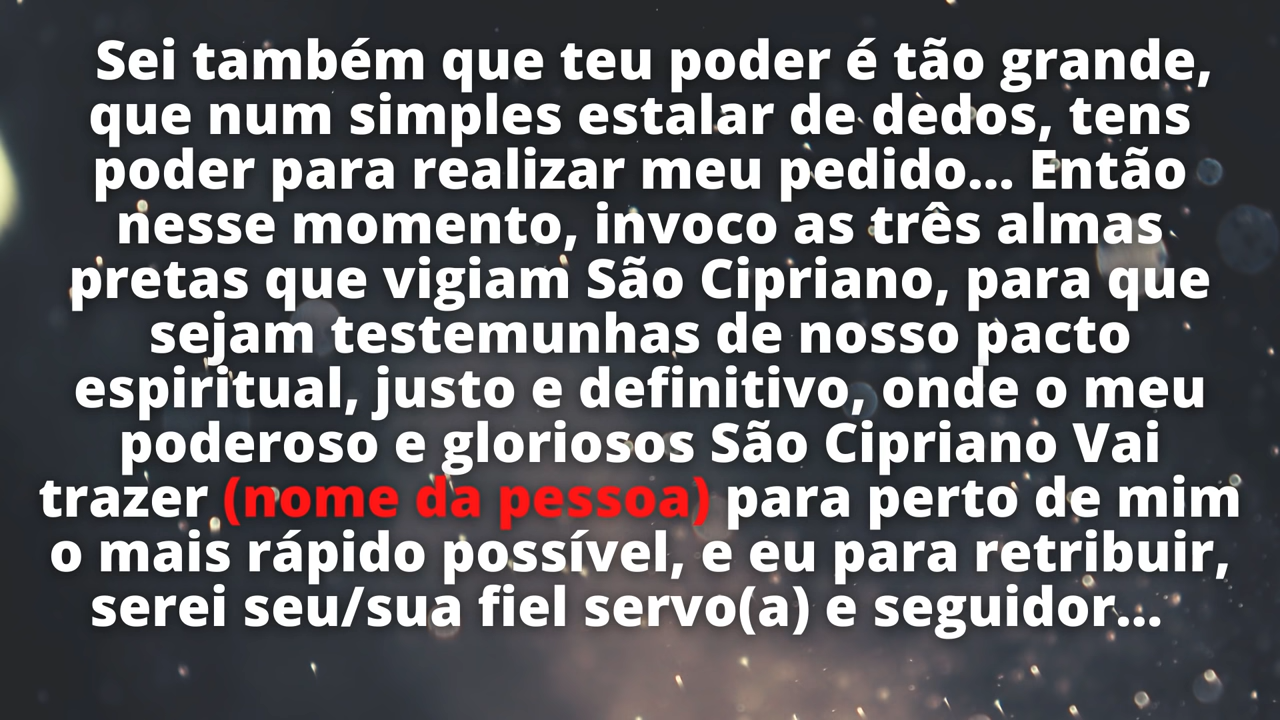 Sei também que teu poder é tão grande,
que num simples estalar de dedos, tens
poder para realizar meu pedido... Então
nesse momento, invoco as três almas
pretas que vigiam São Cipriano, para que
sejam testemunhas de nosso pacto
espiritual, justo e definitivo, onde o meu
poderoso e gloriosos São Cipriano Vai
trazer (nome da pessoa) para perto de mim
o mais rápido possível, e eu para retribuir,
serei seu/sua fiel servo(a) e seguidor...